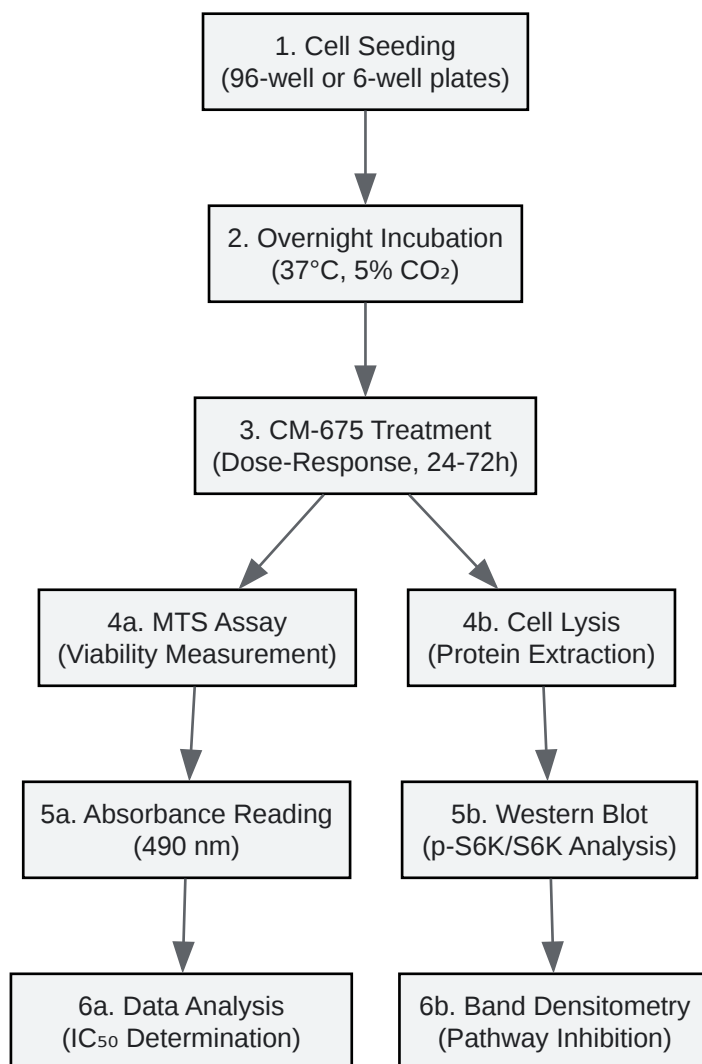 1. Cell Seeding
(96-well or 6-well plates)
2. Overnight Incubation
(37°C, 5% CO₂)
3. CM-675 Treatment
(Dose-Response, 24-72h)
4a. MTS Assay
(Viability Measurement)
4b. Cell Lysis
(Protein Extraction)
5a. Absorbance Reading
(490 nm)
5b. Western Blot
(p-S6K/S6K Analysis)
6a. Data Analysis
(IC₅₀ Determination)
6b. Band Densitometry
(Pathway Inhibition)